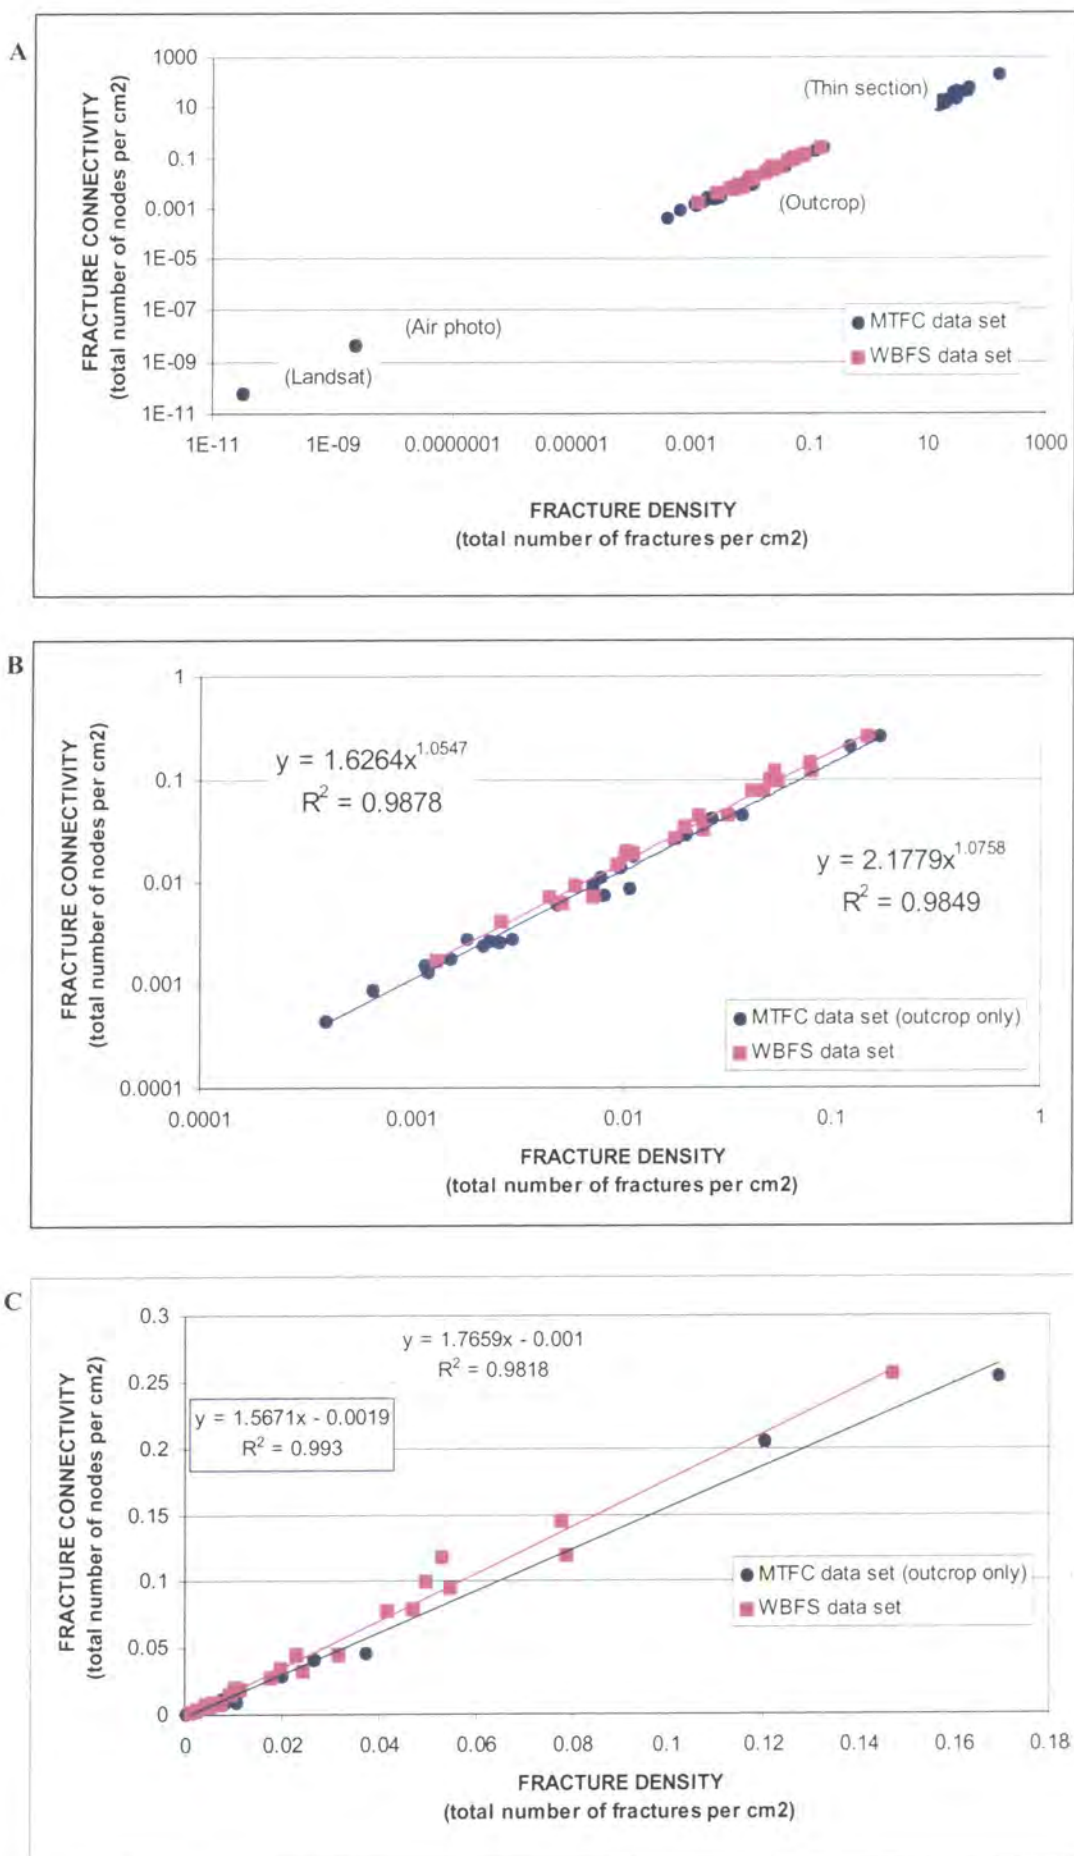 A
FRACTURE CONNECTIVITY
(total number of nodes per cm2)
1000
10
0.1
0.001
1E-05
1E-07
1E-09
1E-11
(Thin section)
(Outcrop)
(Air photo)
(Landsat)
MTFC data set
WBFS data set
1E-11 1E-09 0.0000001 0.00001 0.001 0.1 10 1000
FRACTURE DENSITY
(total number of fractures per cm2)
B
FRACTURE CONNECTIVITY
(total number of nodes per cm2)
1
0.1
0.01
0.001
0.0001
y = 1.6264x^1.0547
R² = 0.9878
y = 2.1779x^1.0758
R² = 0.9849
MTFC data set (outcrop only)
WBFS data set
0.0001 0.001 0.01 0.1 1
FRACTURE DENSITY
(total number of fractures per cm2)
C
FRACTURE CONNECTIVITY
(total number of nodes per cm2)
0.3
0.25
0.2
0.15
0.1
0.05
0
y = 1.7659x - 0.001
R² = 0.9818
y = 1.5671x - 0.0019
R² = 0.993
MTFC data set (outcrop only)
WBFS data set
0 0.02 0.04 0.06 0.08 0.1 0.12 0.14 0.16 0.18
FRACTURE DENSITY
(total number of fractures per cm2)